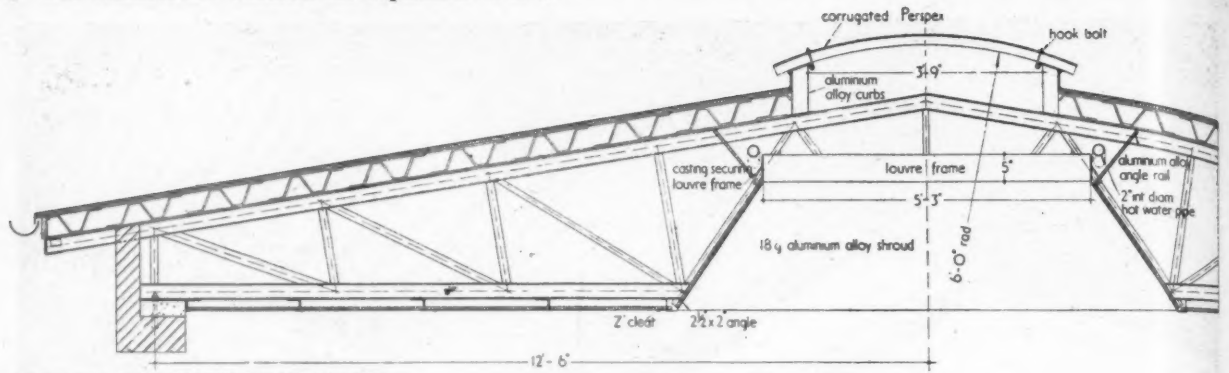 corrugated Perspex
hook bolt
3'-9"
aluminium
alloy curbs
casting securing
louvre frame
louvre frame
5"
aluminium alloy
angle rail
2" int diam
hot water pipe
5'-3"
18 g aluminium alloy shroud
6'-0" rad
2" cleat
2½" x 2" angle
12'-6"